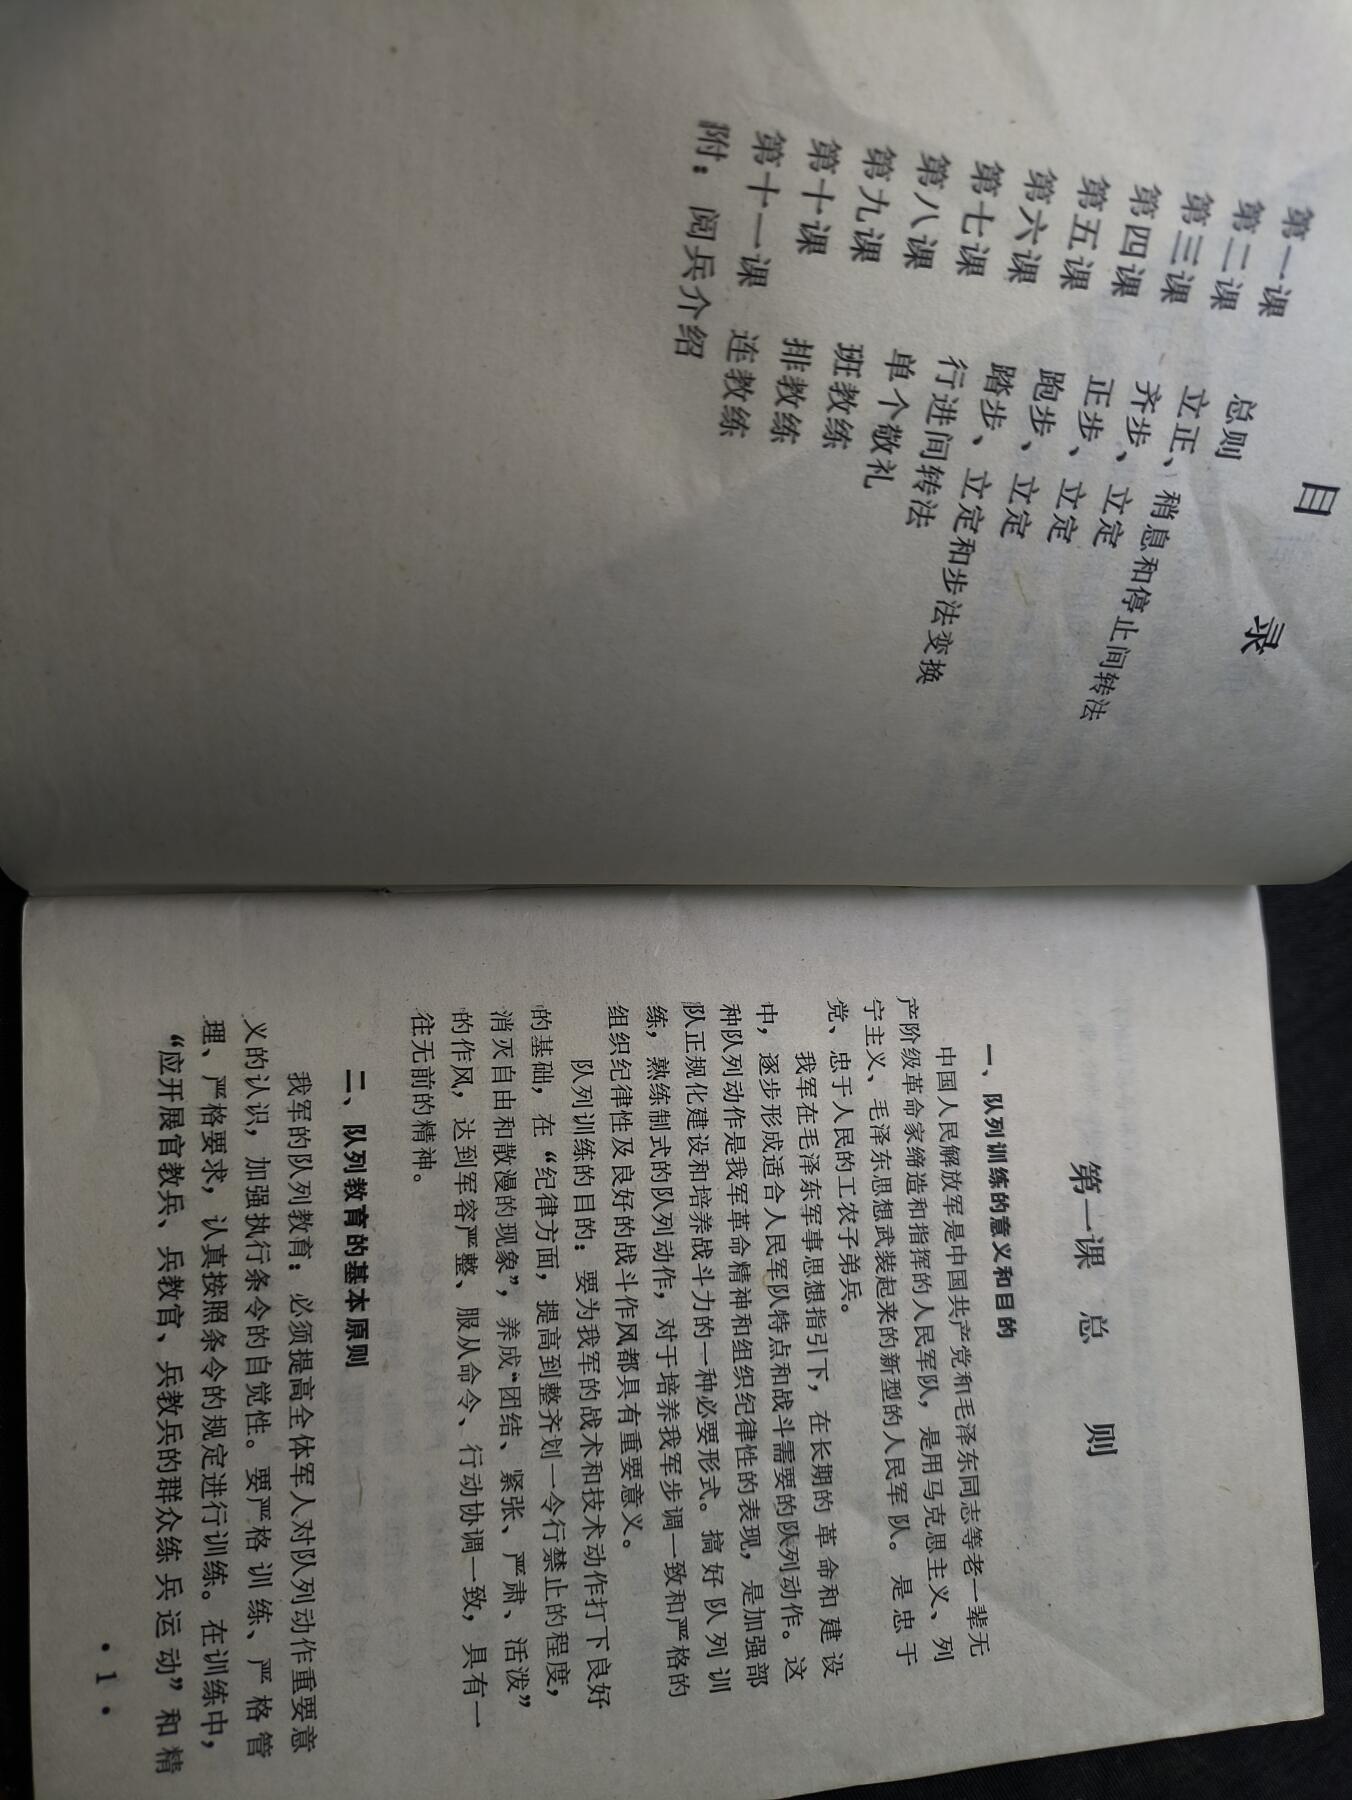 目 录
第一课 总则
第二课 立正、稍息和停止间转法
第三课 齐步、立定
第四课 正步、立定
第五课 跑步、立定
第六课 踏步、立定和步法变换
第七课 行进间转法
第八课 单个敬礼
第九课 班教练
第十课 排教练
第十一课 连教练
附：阅兵介绍
第一课 总 则
一、队列训练的意义和目的
中国人民解放军是中国共产党和毛泽东同志等老一辈无
产阶级革命家缔造和指挥的人民军队，是用马克思主义、列
宁主义、毛泽东思想武装起来的新型的人民军队。是忠于
党、忠于人民的工农子弟兵。
我军在毛泽东军事思想指引下，在长期的革命和建设
中，逐步形成适合人民军队特点和战斗需要的队列动作。这
种队列动作是我军革命精神和组织纪律性的表现，是加强部
队正规化建设和培养战斗力的一种必要形式。搞好队列训
练，熟练制式的队列动作，对于培养我军步调一致和严格的
组织纪律性及良好的战斗作风都具有重要意义。
队列训练的目的：要为我军的战术和技术动作打下良好
的基础，在“纪律方面，提高到整齐划一令行禁止的程度，
消灭自由和散漫的现象”，养成“团结、紧张、严肃、活泼”
的作风，达到军容严整、服从命令、行动协调一致，具有一
往无前的精神。
二、队列教育的基本原则
我军的队列教育：必须提高全体军人对队列动作重要意
义的认识，加强执行条令的自觉性。要严格训练、严格管
理、严格要求，认真按照条令的规定进行训练。在训练中，
“应开展官教兵、兵教官、兵教兵的群众练兵运动”和精
·1·